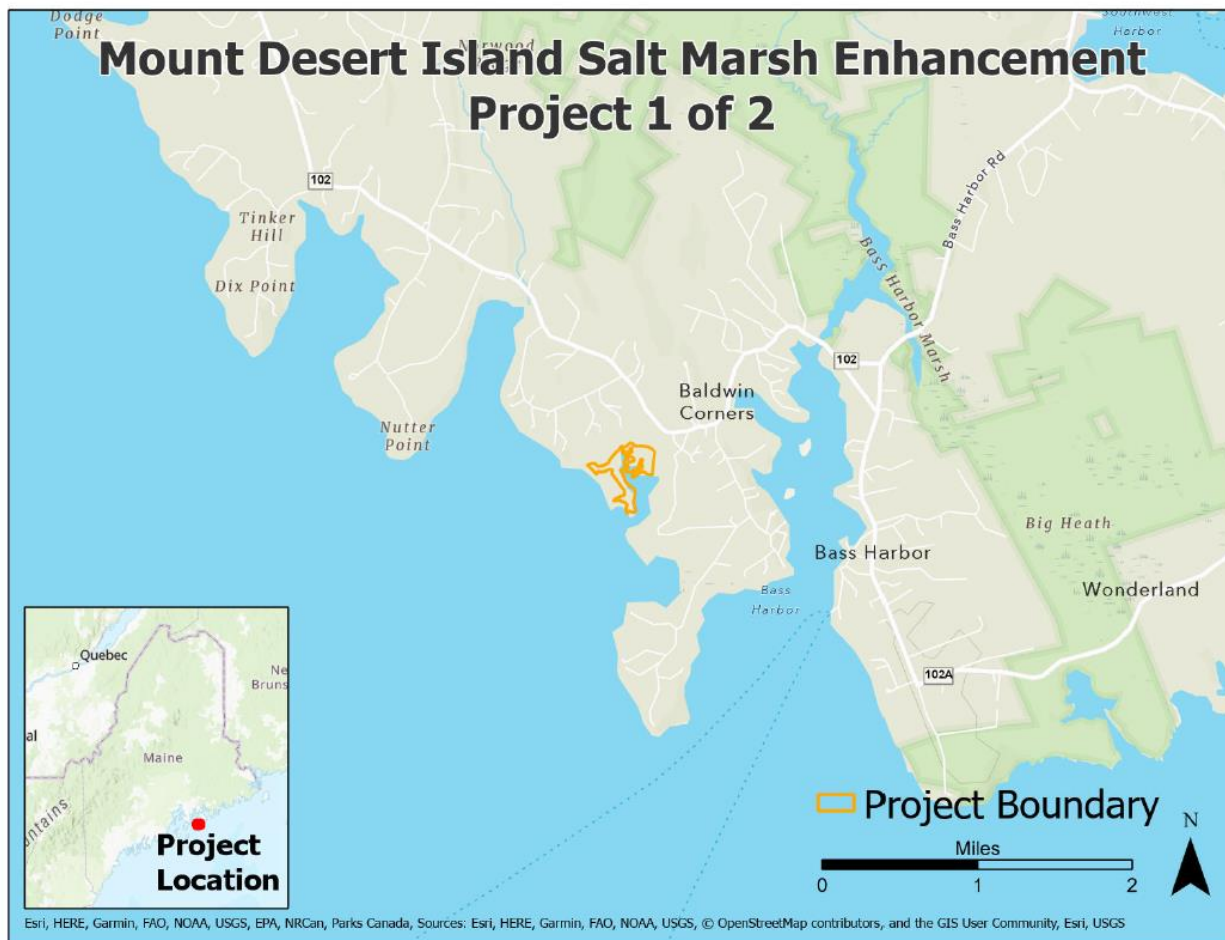 Dodge
Point
Southwest
Harbor
Norwood
Mount Desert Island Salt Marsh Enhancement
Project 1 of 2
102
Tinker
Hill
Dix Point
Bass Harbor Rd
Bass Harbor Marsh
102
Baldwin
Corners
Nutter
Point
Big Heath
Bass Harbor
Wonderland
Bass
Harbor
102A
Quebec
Ne
Bruns
al
Maine
ntains
Project
Location
Project Boundary
N
Miles
0 1 2
Esri, HERE, Garmin, FAO, NOAA, USGS, EPA, NRCan, Parks Canada, Sources: Esri, HERE, Garmin, FAO, NOAA, USGS, © OpenStreetMap contributors, and the GIS User Community, Esri, USGS